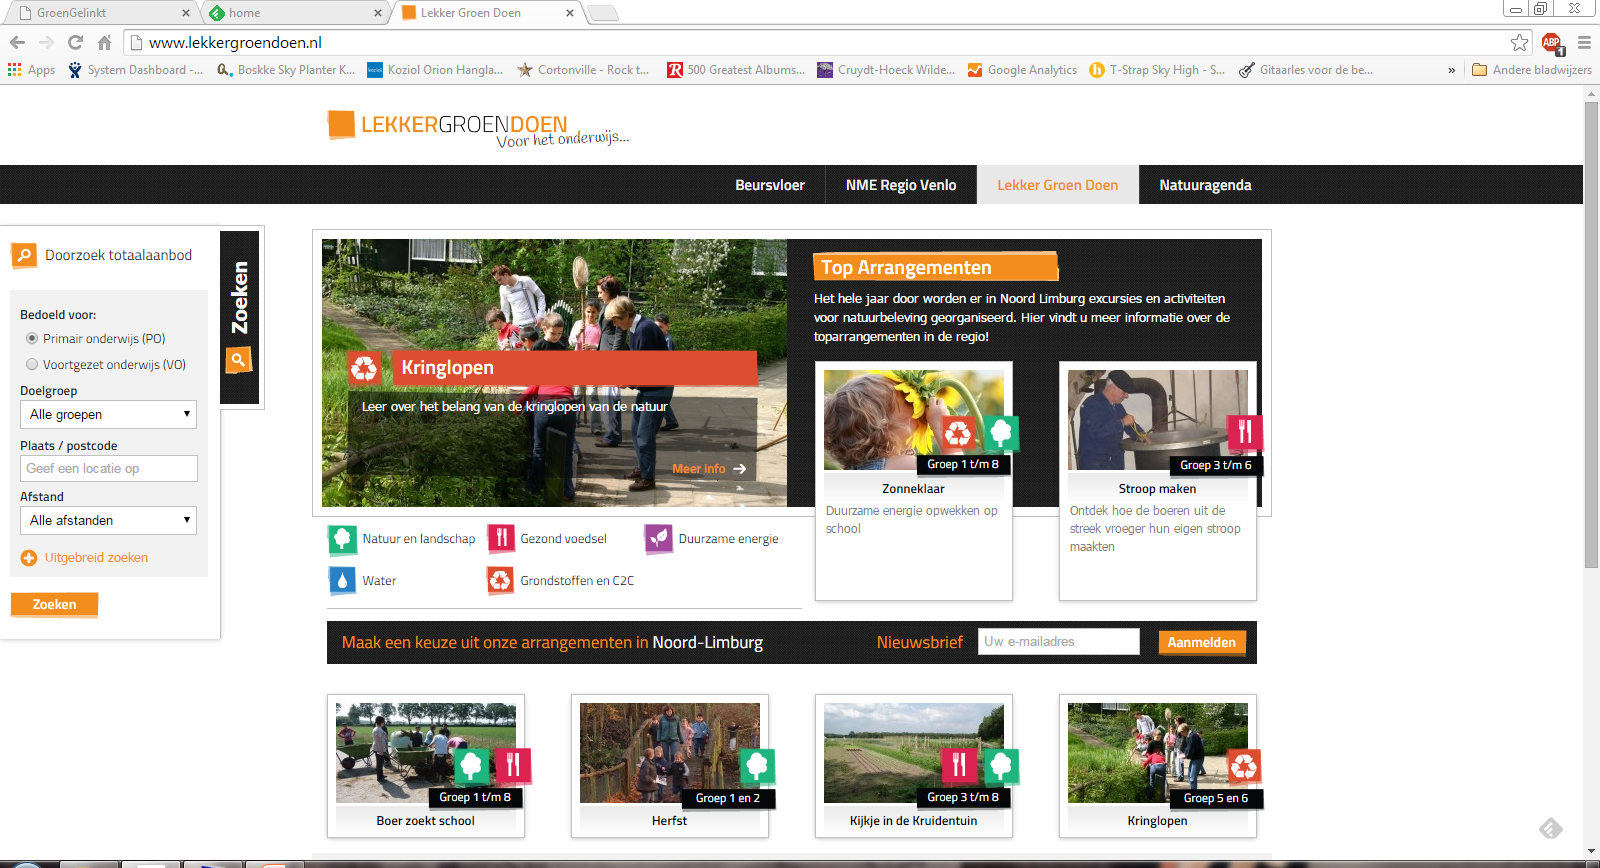 GroenGelinkt
home
Lekker Groen Doen
www.lekkergroendoen.nl
ABP
1
Apps
System Dashboard -...
Boskke Sky Planter K...
koziol
Koziol Orion Hangla...
Cortonville - Rock t...
R
500 Greatest Albums...
Cruydt-Hoeck Wilde...
Google Analytics
h
T-Strap Sky High - S...
Gitaarles voor de be...
»
Andere bladwijzers
LEKKERGROENDOEN
Voor het onderwijs...
Beursvloer
NME Regio Venlo
Lekker Groen Doen
Natuuragenda
Doorzoek totaalaanbod
Zoeken
Bedoeld voor:
Primair onderwijs (PO)
Voortgezet onderwijs (VO)
Doelgroep
Alle groepen
Plaats / postcode
Geef een locatie op
Afstand
Alle afstanden
Uitgebreid zoeken
Zoeken
Kringlopen
Leer over het belang van de kringlopen van de natuur
Meer info
Top Arrangementen
Het hele jaar door worden er in Noord Limburg excursies en activiteiten
voor natuurbeleving georganiseerd. Hier vindt u meer informatie over de
toparrangementen in de regio!
Groep 1 t/m 8
Zonneklaar
Duurzame energie opwekken op
school
Groep 3 t/m 6
Stroop maken
Ontdek hoe de boeren uit de
streek vroeger hun eigen stroop
maakten
Natuur en landschap
Gezond voedsel
Duurzame energie
Water
Grondstoffen en C2C
Maak een keuze uit onze arrangementen in Noord-Limburg
Nieuwsbrief
Uw e-mailadres
Aanmelden
Groep 1 t/m 8
Boer zoekt school
Groep 1 en 2
Herfst
Groep 3 t/m 8
Kijkje in de Kruidentuin
Groep 5 en 6
Kringlopen